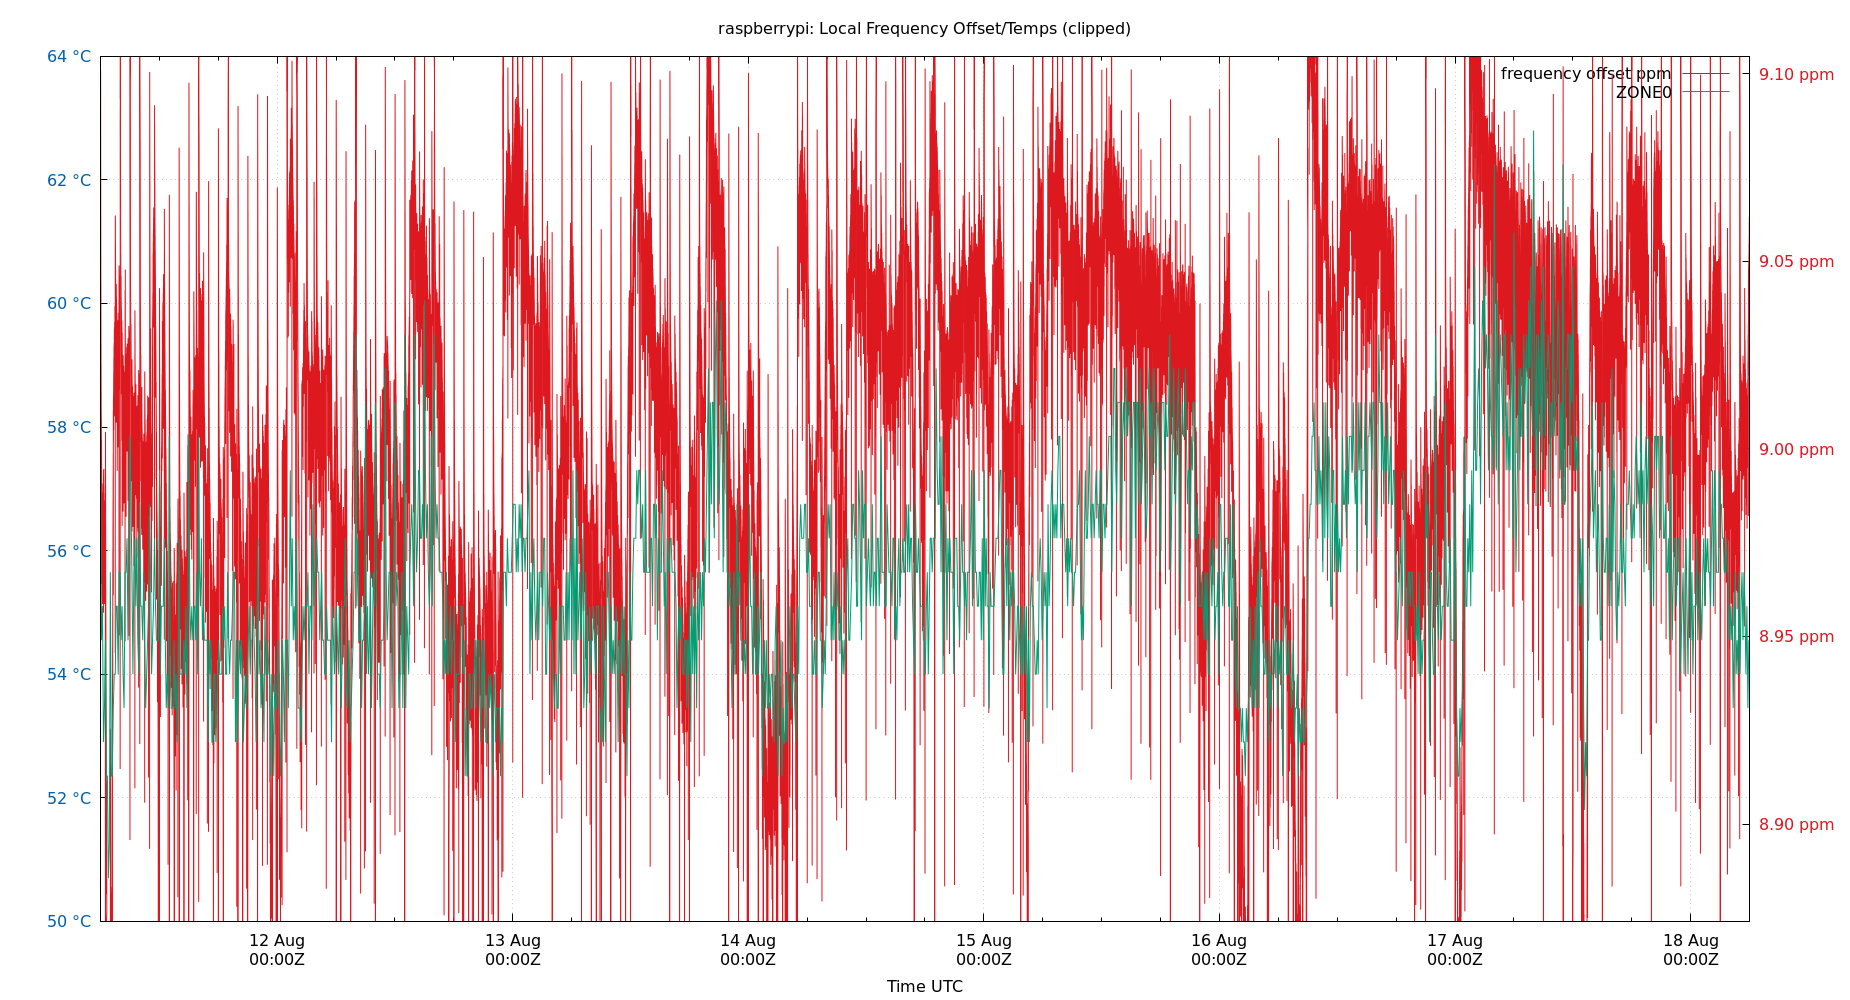 raspberrypi: Local Frequency Offset/Temps (clipped)
64 °C
62 °C
60 °C
58 °C
56 °C
54 °C
52 °C
50 °C
frequency offset ppm
ZONE0
9.10 ppm
9.05 ppm
9.00 ppm
8.95 ppm
8.90 ppm
12 Aug
00:00Z
13 Aug
00:00Z
14 Aug
00:00Z
15 Aug
00:00Z
16 Aug
00:00Z
17 Aug
00:00Z
18 Aug
00:00Z
Time UTC